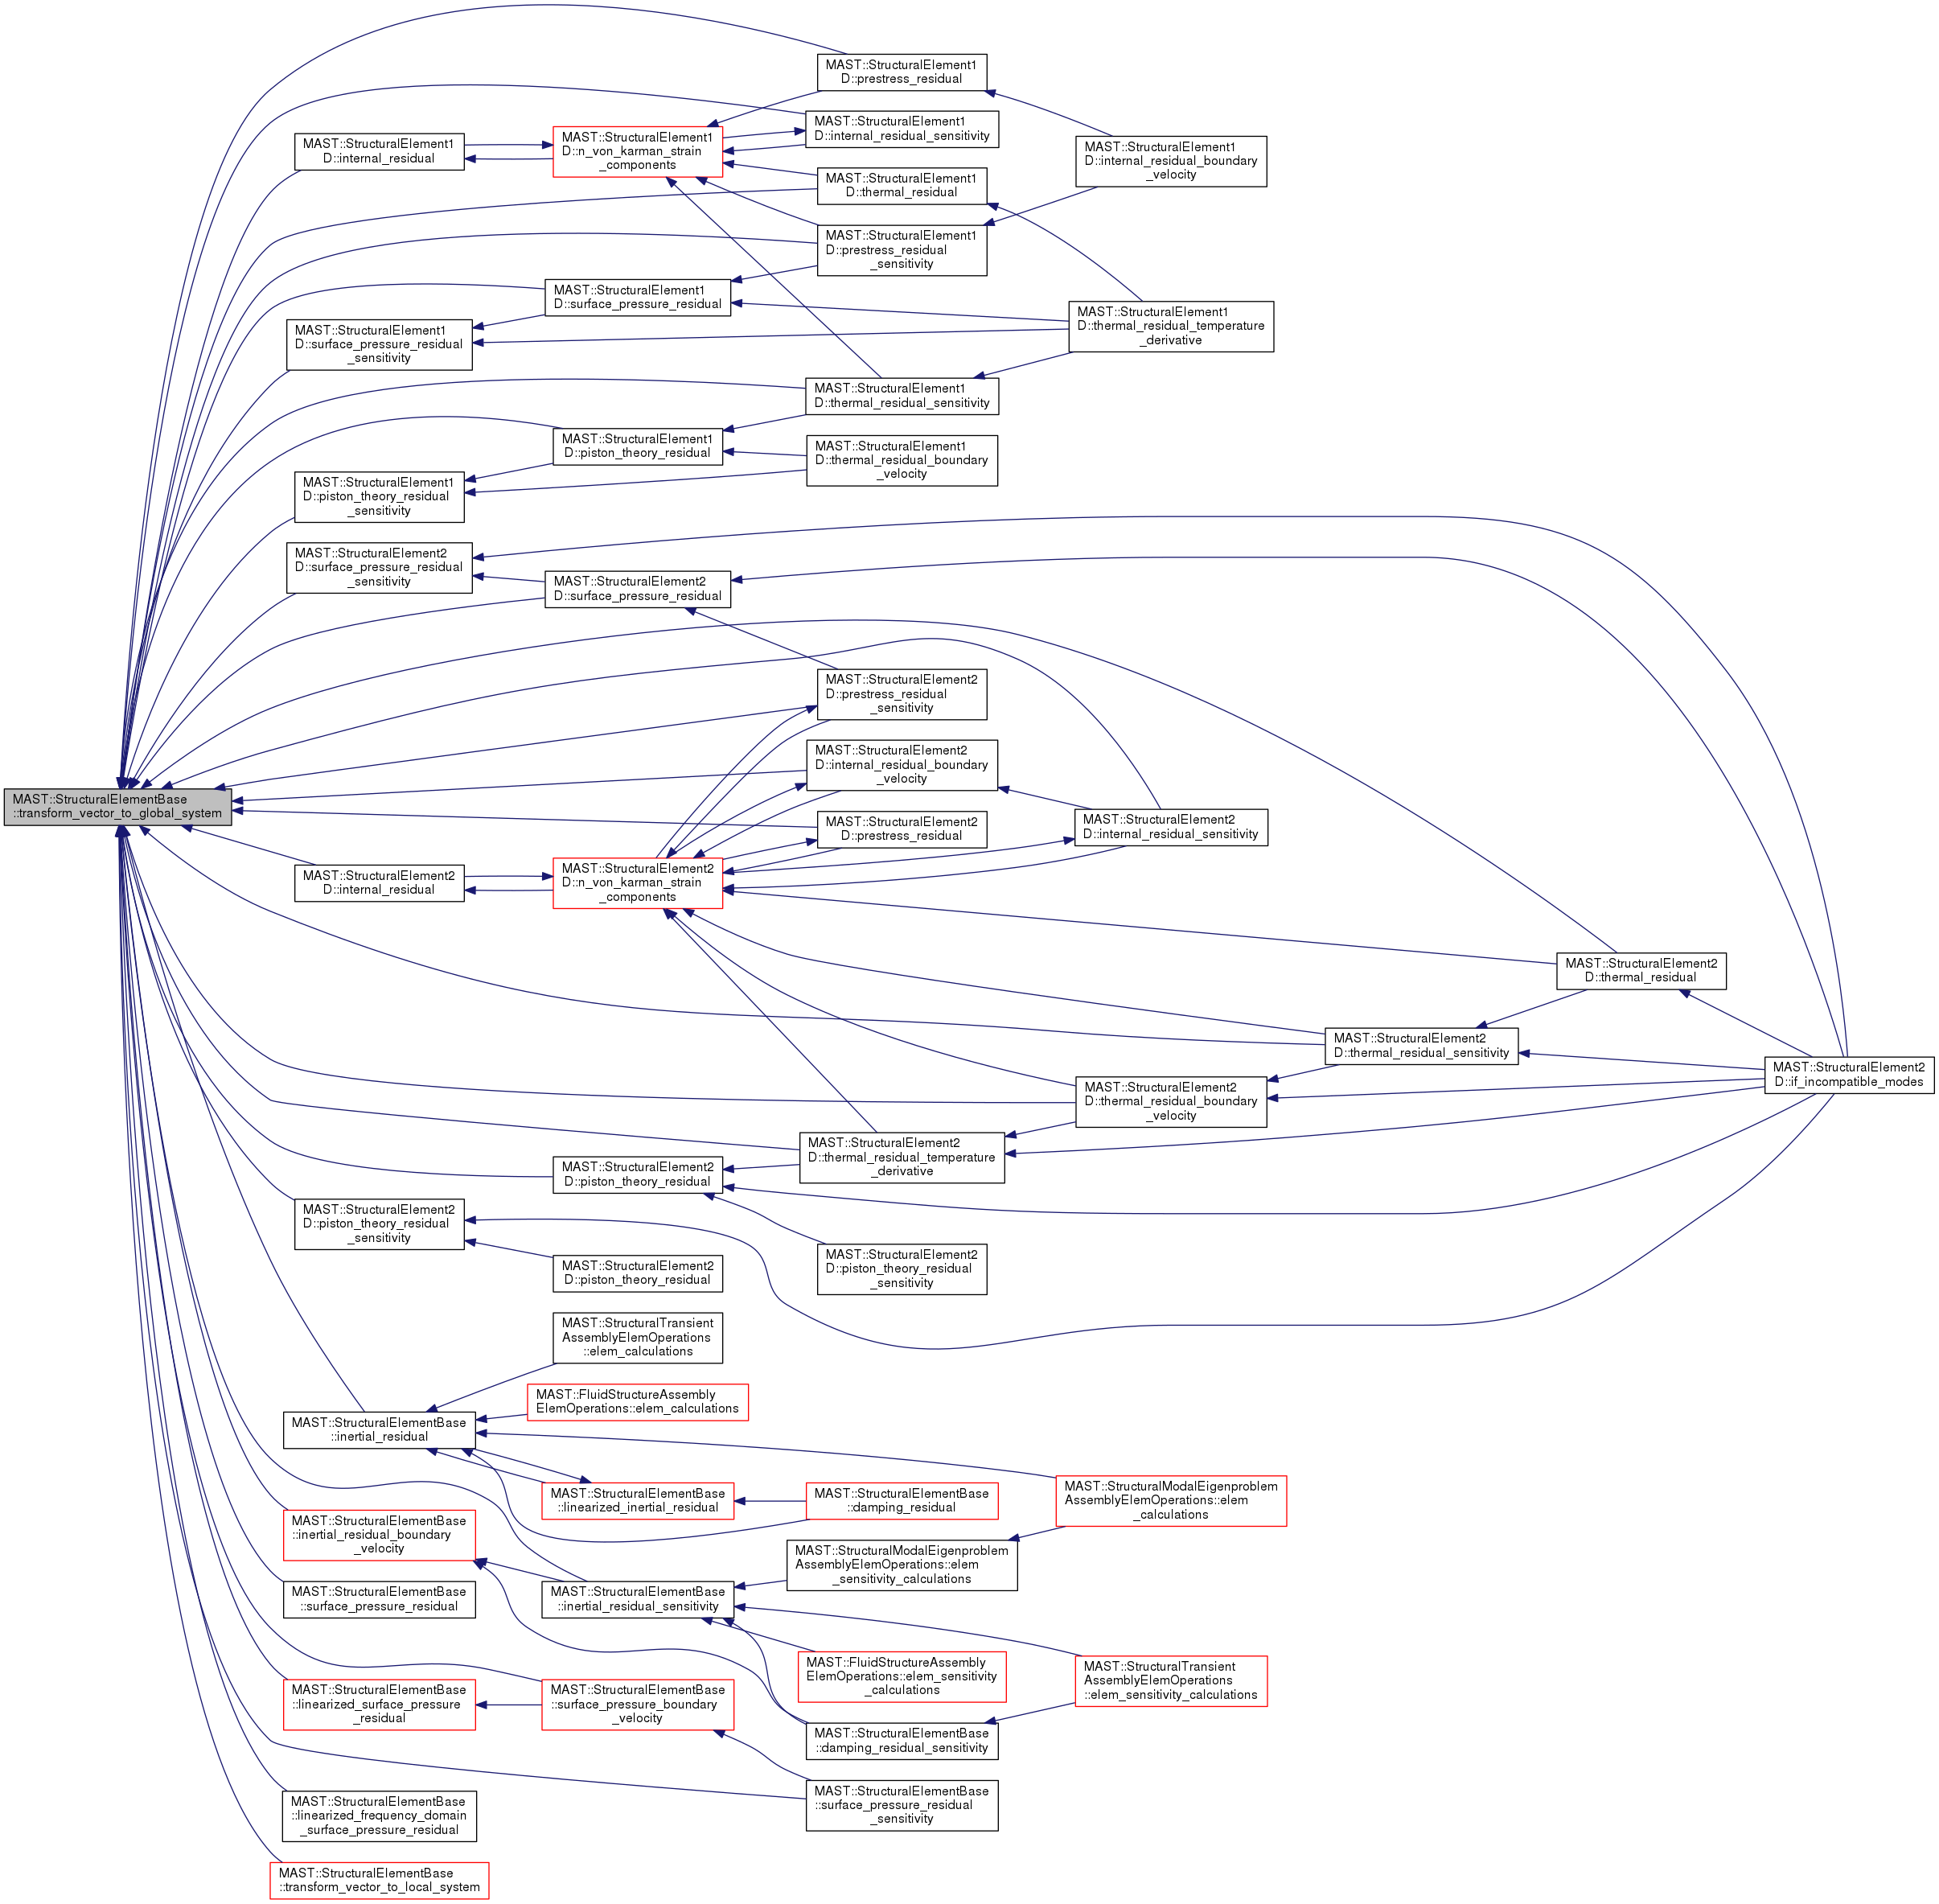 MAST::StructuralElement1
D::prestress_residual
MAST::StructuralElement1
D::internal_residual_sensitivity
MAST::StructuralElement1
D::internal_residual
MAST::StructuralElement1
D::n_von_karman_strain
_components
MAST::StructuralElement1
D::internal_residual_boundary
_velocity
MAST::StructuralElement1
D::thermal_residual
MAST::StructuralElement1
D::prestress_residual
_sensitivity
MAST::StructuralElement1
D::surface_pressure_residual
MAST::StructuralElement1
D::surface_pressure_residual
_sensitivity
MAST::StructuralElement1
D::thermal_residual_temperature
_derivative
MAST::StructuralElement1
D::thermal_residual_sensitivity
MAST::StructuralElement1
D::piston_theory_residual
MAST::StructuralElement1
D::thermal_residual_boundary
_velocity
MAST::StructuralElement1
D::piston_theory_residual
_sensitivity
MAST::StructuralElement2
D::surface_pressure_residual
_sensitivity
MAST::StructuralElement2
D::surface_pressure_residual
MAST::StructuralElement2
D::prestress_residual
_sensitivity
MAST::StructuralElement2
D::internal_residual_boundary
_velocity
MAST::StructuralElementBase
::transform_vector_to_global_system
MAST::StructuralElement2
D::prestress_residual
MAST::StructuralElement2
D::internal_residual_sensitivity
MAST::StructuralElement2
D::internal_residual
MAST::StructuralElement2
D::n_von_karman_strain
_components
MAST::StructuralElement2
D::thermal_residual
MAST::StructuralElement2
D::thermal_residual_sensitivity
MAST::StructuralElement2
D::if_incompatible_modes
MAST::StructuralElement2
D::thermal_residual_boundary
_velocity
MAST::StructuralElement2
D::thermal_residual_temperature
_derivative
MAST::StructuralElement2
D::piston_theory_residual
MAST::StructuralElement2
D::piston_theory_residual
_sensitivity
MAST::StructuralElement2
D::piston_theory_residual
MAST::StructuralElement2
D::piston_theory_residual
_sensitivity
MAST::StructuralTransient
AssemblyElemOperations
::elem_calculations
MAST::FluidStructureAssembly
ElemOperations::elem_calculations
MAST::StructuralElementBase
::inertial_residual
MAST::StructuralElementBase
::linearized_inertial_residual
MAST::StructuralElementBase
::damping_residual
MAST::StructuralModalEigenproblem
AssemblyElemOperations::elem
_calculations
MAST::StructuralElementBase
::inertial_residual_boundary
_velocity
MAST::StructuralModalEigenproblem
AssemblyElemOperations::elem
_sensitivity_calculations
MAST::StructuralElementBase
::surface_pressure_residual
MAST::StructuralElementBase
::inertial_residual_sensitivity
MAST::FluidStructureAssembly
ElemOperations::elem_sensitivity
_calculations
MAST::StructuralTransient
AssemblyElemOperations
::elem_sensitivity_calculations
MAST::StructuralElementBase
::linearized_surface_pressure
_residual
MAST::StructuralElementBase
::surface_pressure_boundary
_velocity
MAST::StructuralElementBase
::damping_residual_sensitivity
MAST::StructuralElementBase
::surface_pressure_residual
_sensitivity
MAST::StructuralElementBase
::linearized_frequency_domain
_surface_pressure_residual
MAST::StructuralElementBase
::transform_vector_to_local_system